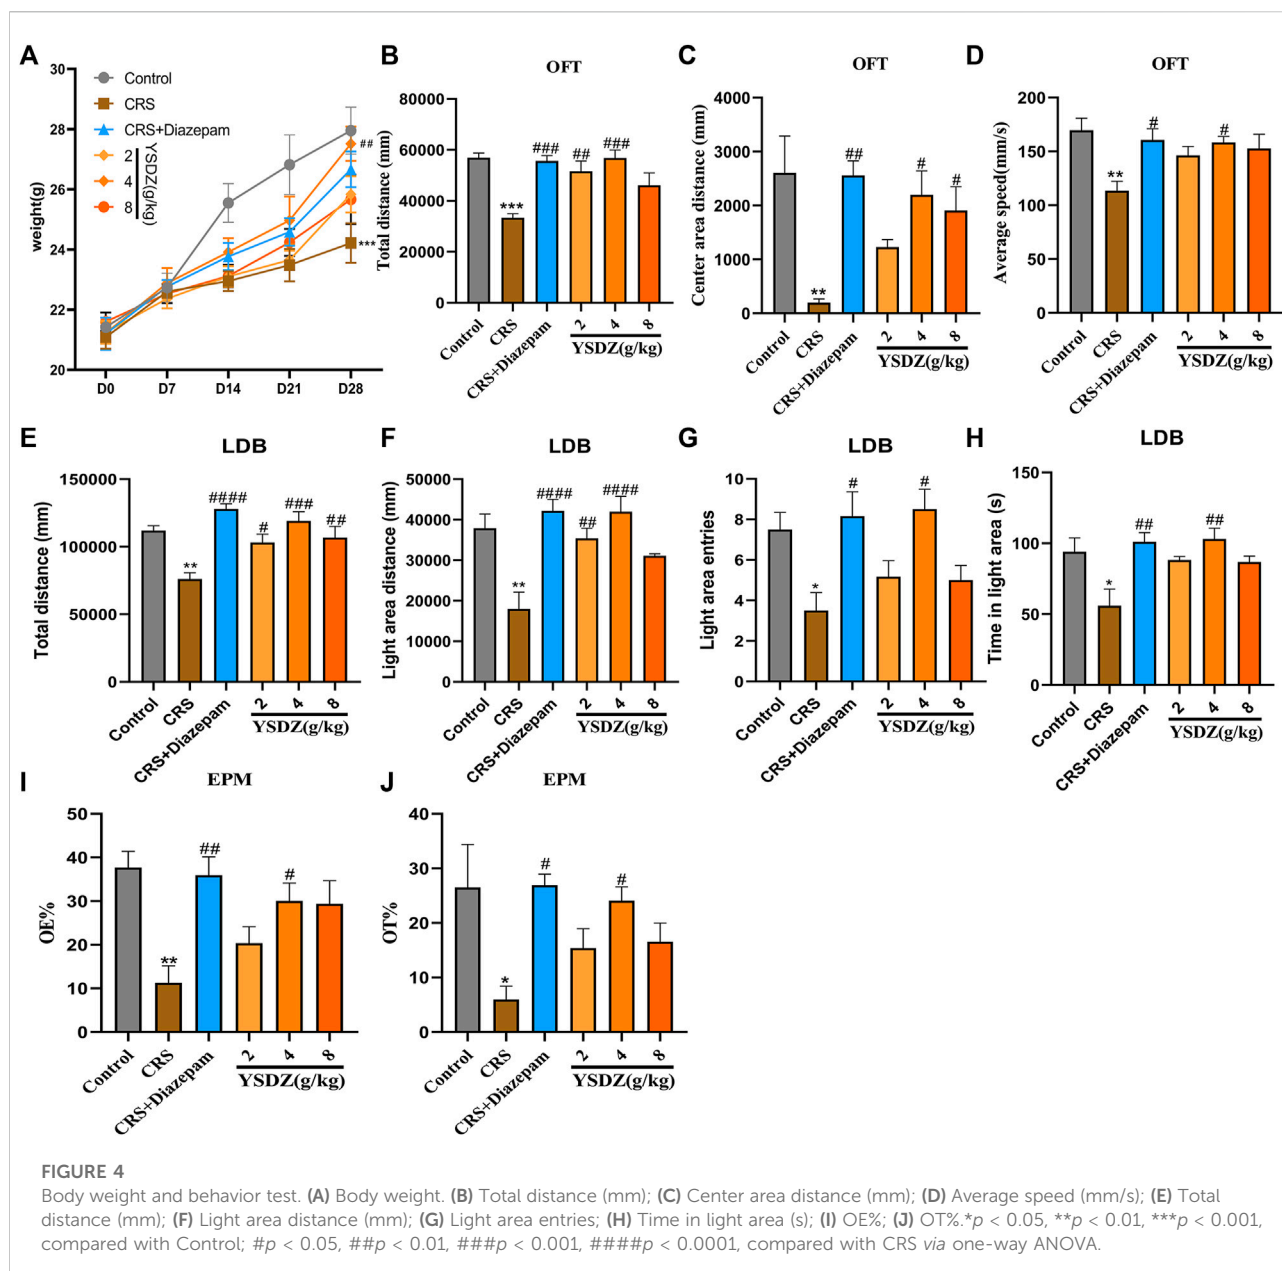 A
30
28
26
24
22
20
weight(g)
D0 D7 D14 D21 D28
Control
CRS
CRS+Diazepam
2
4
8
YSDZ(g/kg)
##
***
B
OFT
80000
60000
40000
20000
0
Total distance (mm)
***
###
##
###
Control CRS CRS+Diazepam 2 4 8
YSDZ(g/kg)
C
OFT
4000
3000
2000
1000
0
Center area distance (mm)
**
##
#
#
Control CRS CRS+Diazepam 2 4 8
YSDZ(g/kg)
D
OFT
200
150
100
50
0
Average speed(mm/s)
**
#
#
Control CRS CRS+Diazepam 2 4 8
YSDZ(g/kg)
E
LDB
150000
100000
50000
0
Total distance (mm)
**
####
#
###
##
Control CRS CRS+Diazepam 2 4 8
YSDZ(g/kg)
F
LDB
50000
40000
30000
20000
10000
0
Light area distance (mm)
**
####
##
####
Control CRS CRS+Diazepam 2 4 8
YSDZ(g/kg)
G
LDB
10
8
6
4
2
0
Light area entries
*
#
#
Control CRS CRS+Diazepam 2 4 8
YSDZ(g/kg)
H
LDB
150
100
50
0
Time in light area (s)
*
##
##
Control CRS CRS+Diazepam 2 4 8
YSDZ(g/kg)
I
EPM
50
40
30
20
10
0
OE%
**
##
#
Control CRS CRS+Diazepam 2 4 8
YSDZ(g/kg)
J
EPM
40
30
20
10
0
OT%
*
#
#
Control CRS CRS+Diazepam 2 4 8
YSDZ(g/kg)
FIGURE 4
Body weight and behavior test. (A) Body weight. (B) Total distance (mm); (C) Center area distance (mm); (D) Average speed (mm/s); (E) Total
distance (mm); (F) Light area distance (mm); (G) Light area entries; (H) Time in light area (s); (I) OE%; (J) OT%.*p < 0.05, **p < 0.01, ***p < 0.001,
compared with Control; #p < 0.05, ##p < 0.01, ###p < 0.001, ####p < 0.0001, compared with CRS via one-way ANOVA.